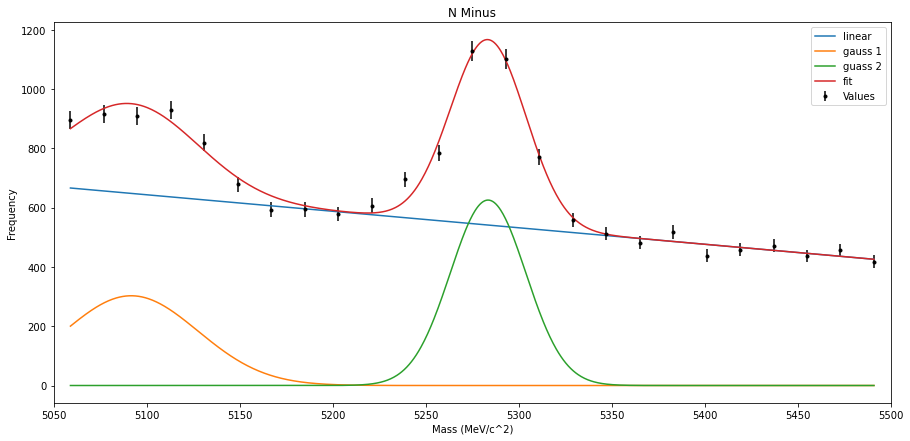 N Minus
1200
1000
800
600
400
200
0
Frequency
5050 5100 5150 5200 5250 5300 5350 5400 5450 5500
Mass (MeV/c^2)
linear
gauss 1
guass 2
fit
Values